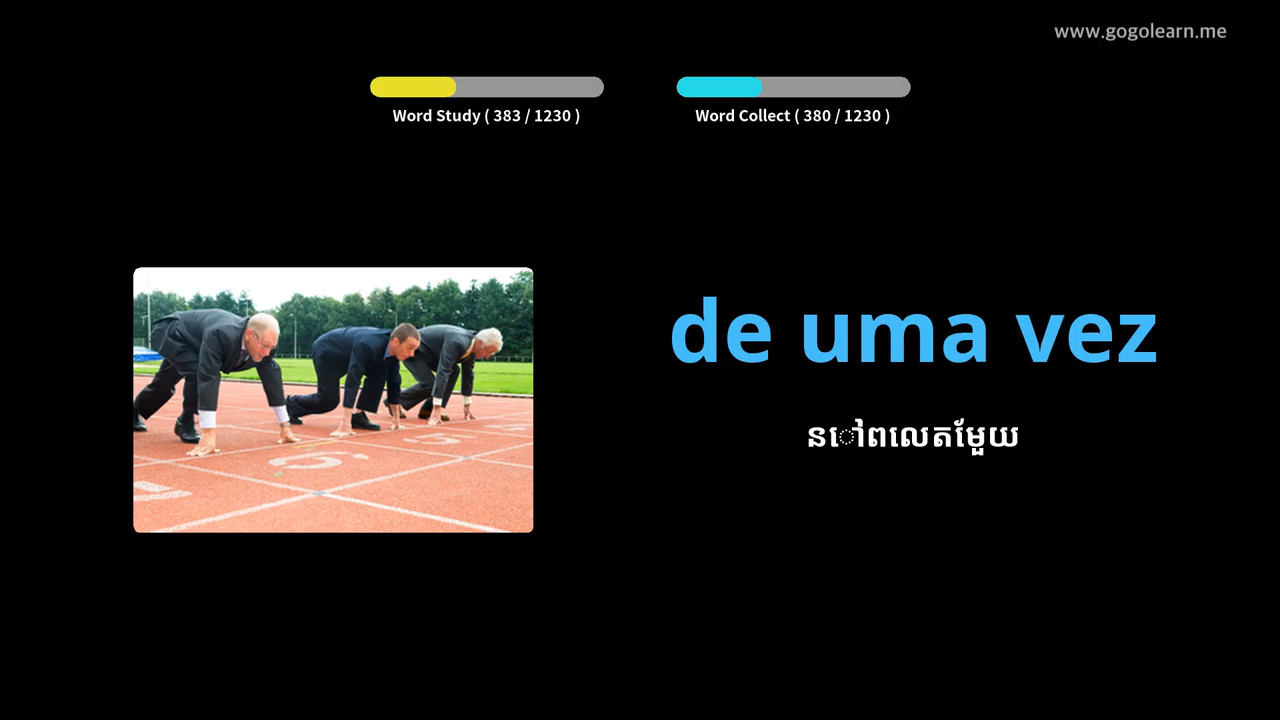 www.gogolearn.me
Word Study ( 383 / 1230 )
Word Collect ( 380 / 1230 )
de uma vez
នៅពេលតែមួយ